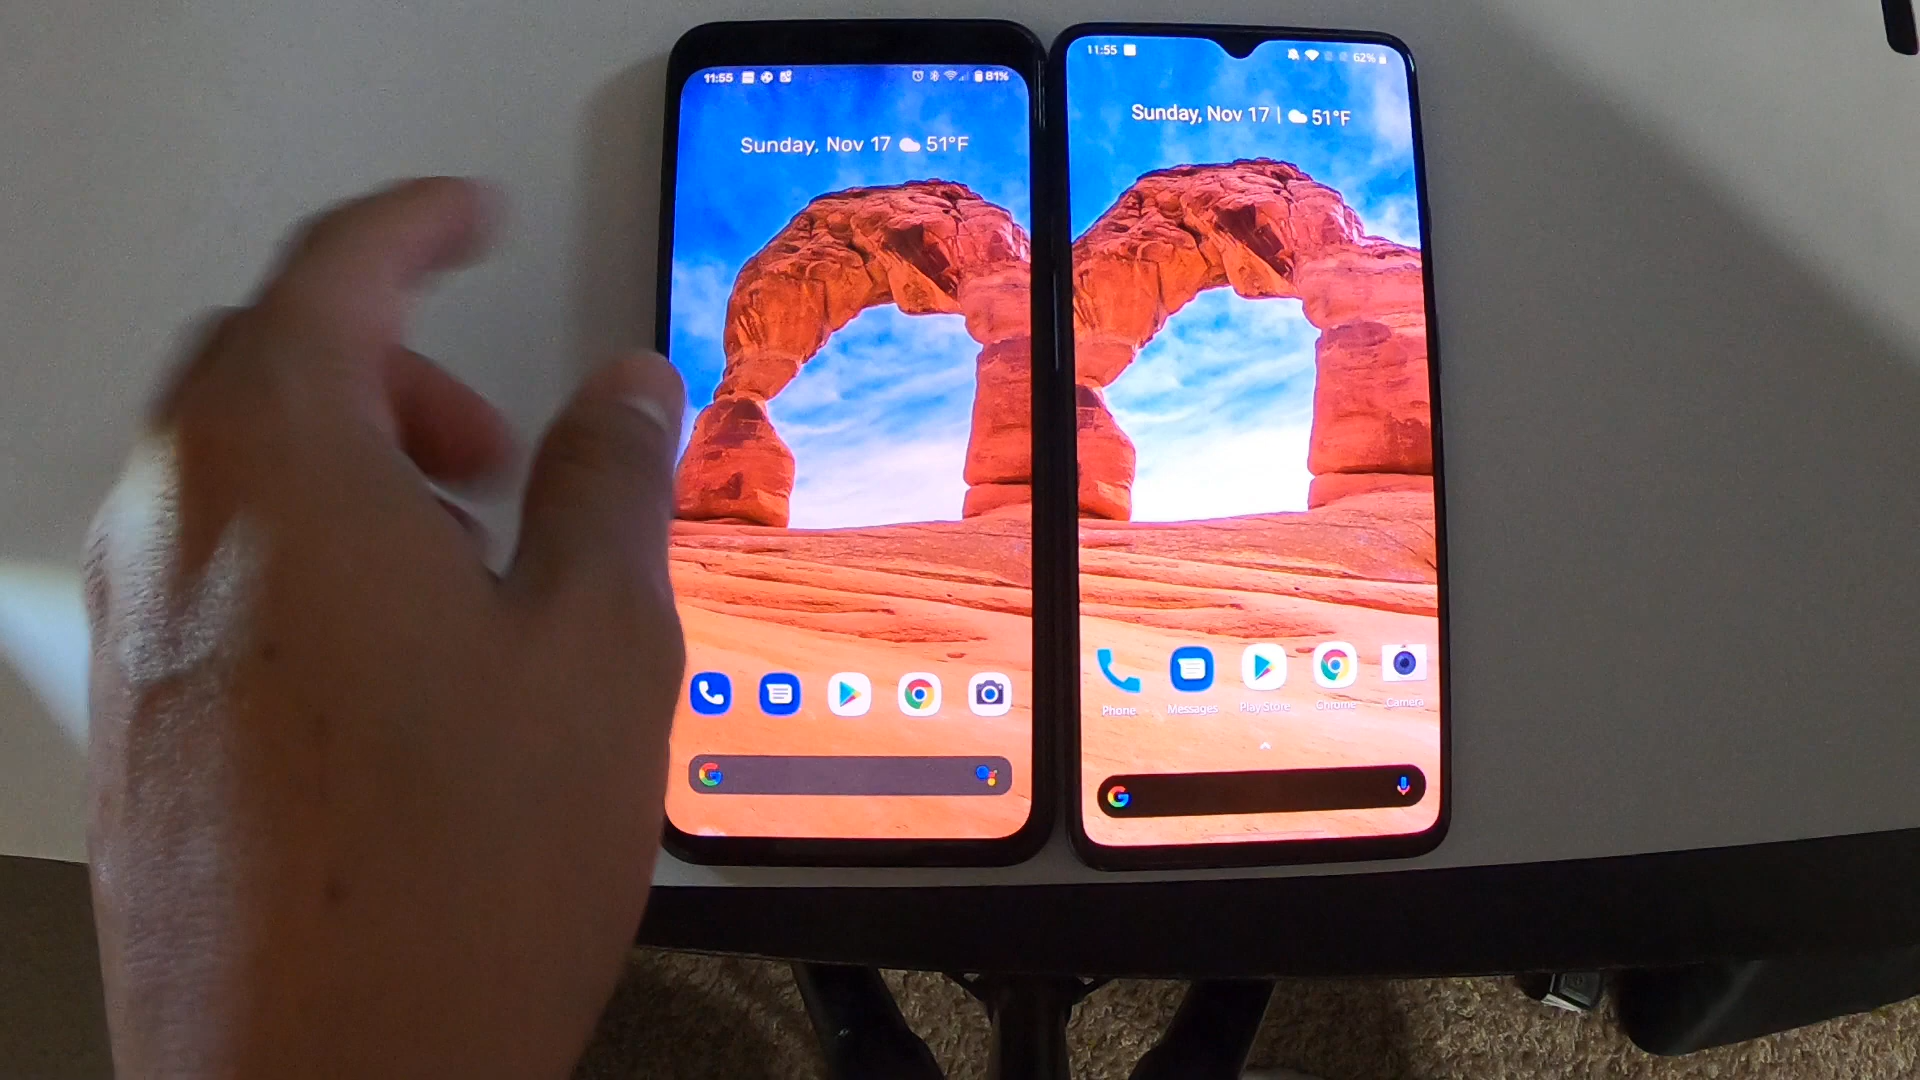 11:55
81%
Sunday, Nov 17 51°F
11:55
62%
Sunday, Nov 17 | 51°F
Phone
Messages
Play Store
Chrome
Camera